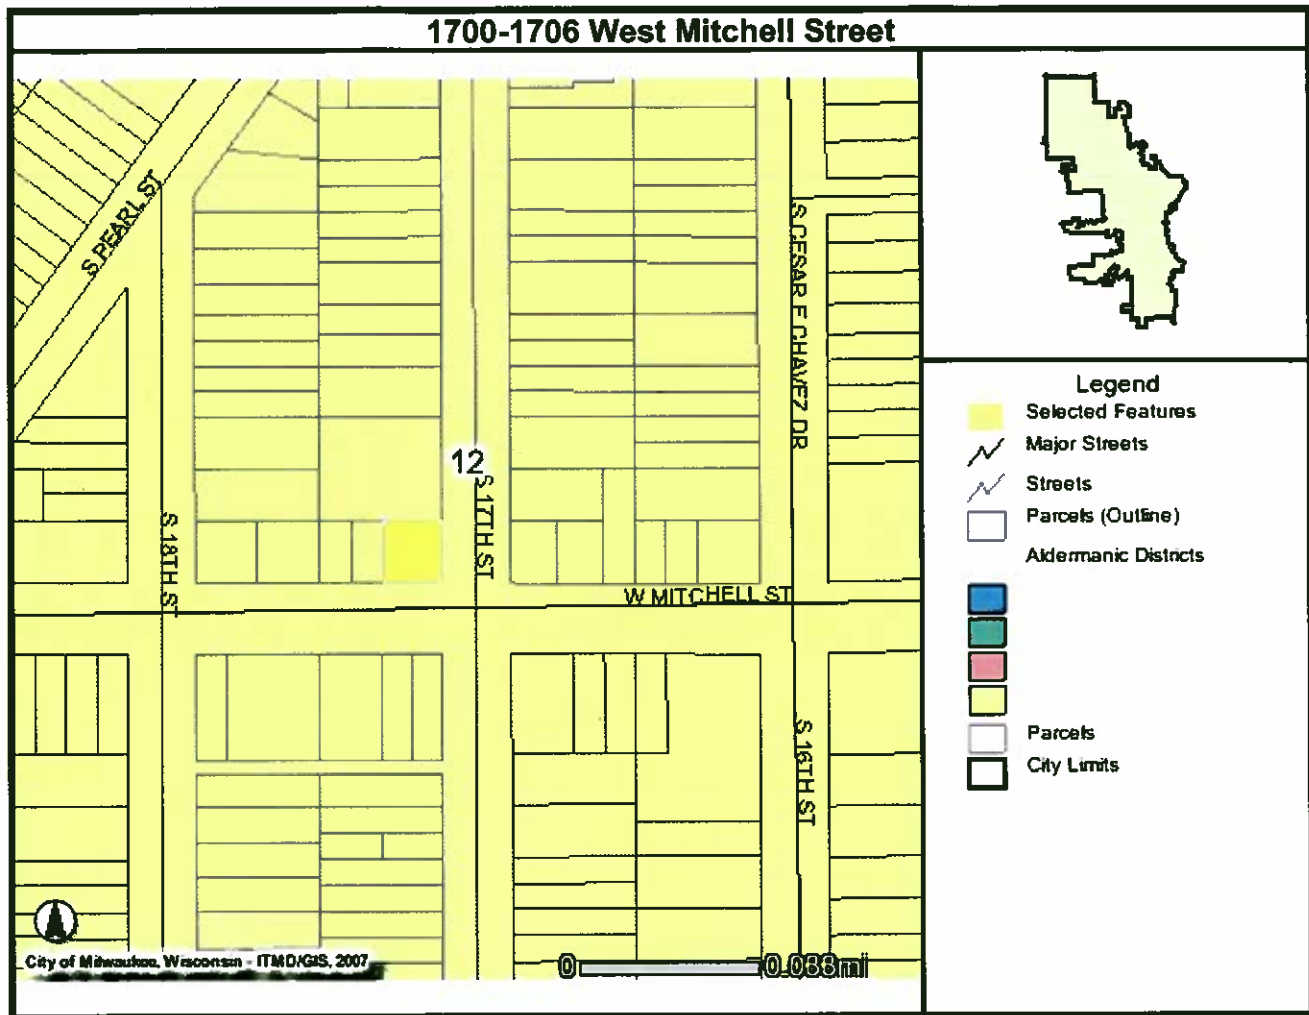 1700-1706 West Mitchell Street
S PEARL ST
S CESAR E CHAVEZ DR
12
S 17TH ST
S 18TH ST
W MITCHELL ST
S 16TH ST
City of Milwaukee, Wisconsin - ITMD/GIS, 2007
0 0.088mi
Legend
Selected Features
Major Streets
Streets
Parcels (Outline)
Aldermanic Districts
Parcels
City Limits